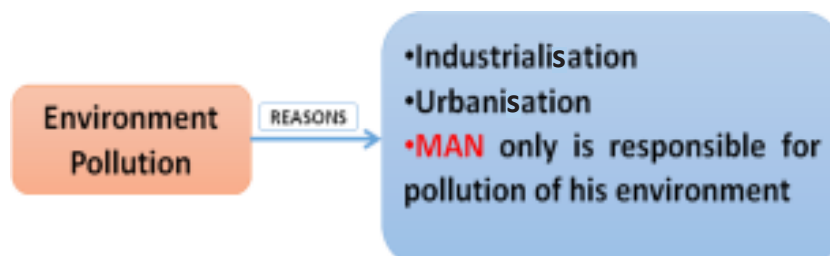 Environment
Pollution
REASONS
•Industrialisation
•Urbanisation
•MAN only is responsible for
pollution of his environment